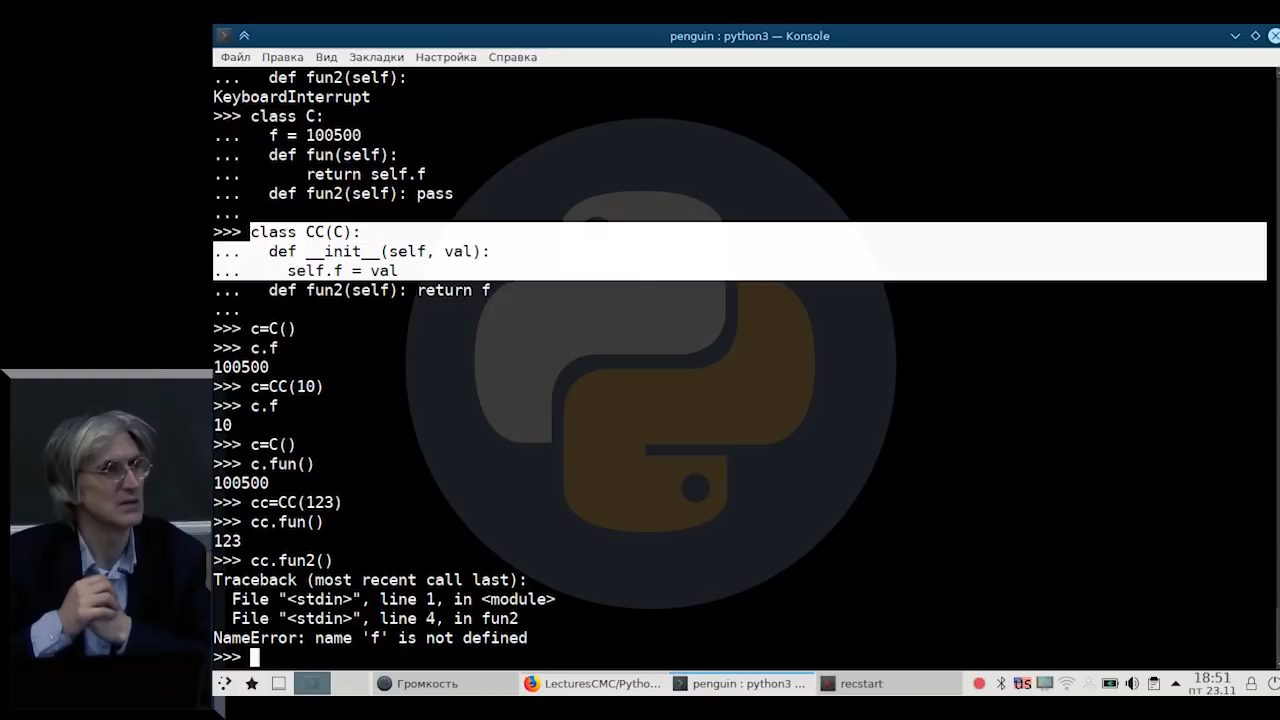 penguin : python3 — Konsole
Файл Правка Вид Закладки Настройка Справка
... def fun2(self):
KeyboardInterrupt
>>> class C:
... f = 100500
... def fun(self):
... return self.f
... def fun2(self): pass
...
>>> class CC(C):
... def __init__(self, val):
... self.f = val
... def fun2(self): return f
...
>>> c=C()
>>> c.f
100500
>>> c=CC(10)
>>> c.f
10
>>> c=C()
>>> c.fun()
100500
>>> cc=CC(123)
>>> cc.fun()
123
>>> cc.fun2()
Traceback (most recent call last):
File "<stdin>", line 1, in <module>
File "<stdin>", line 4, in fun2
NameError: name 'f' is not defined
>>>
Громкость LecturesCMC/Pytho... penguin : python3 ... recstart us 18:51
пт 23.11